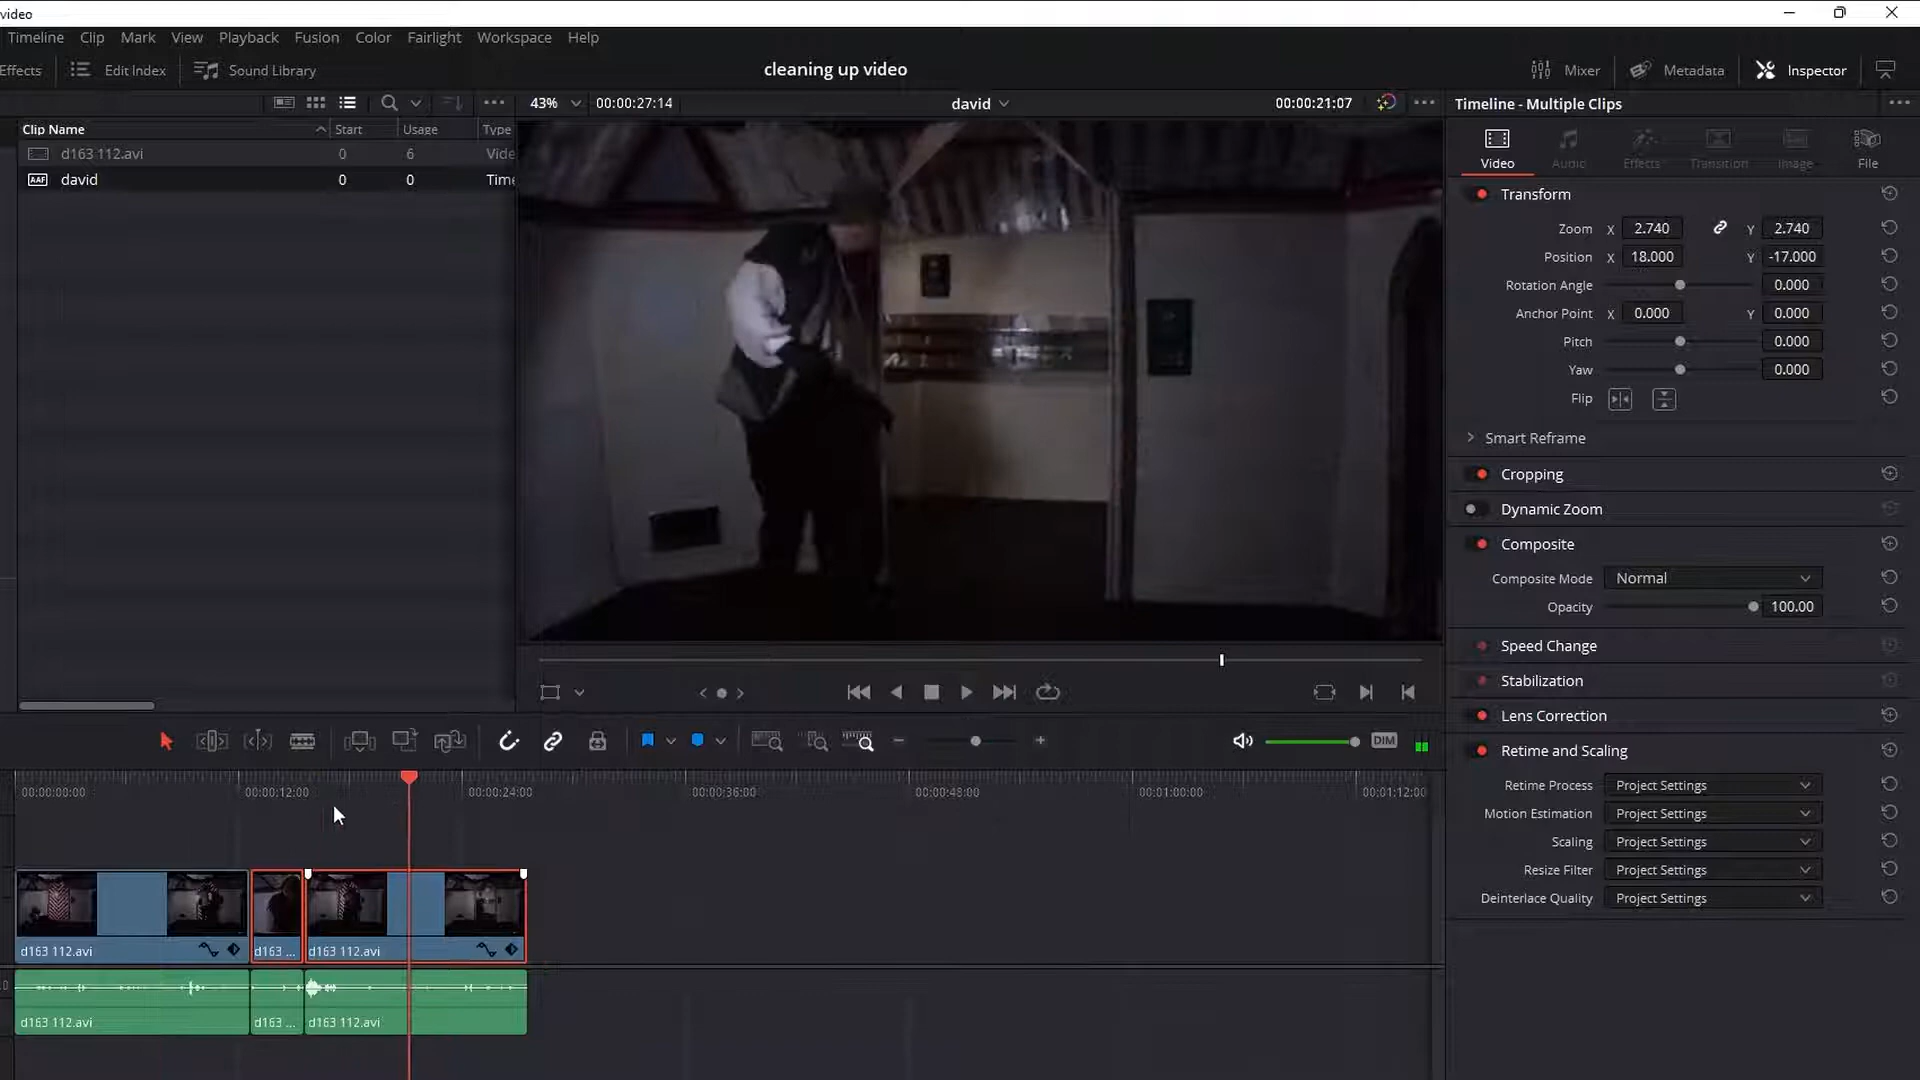 video
Timeline Clip Mark View Playback Fusion Color Fairlight Workspace Help
Effects Edit Index Sound Library cleaning up video Mixer Metadata Inspector
43% 00:00:27:14 david 00:00:21:07 Timeline - Multiple Clips
Clip Name Start Usage Type
d163 112.avi 0 6 Vide
AAF david 0 0 Time
Video Audio Effects Transition Image File
Transform
Zoom X 2.740 Y 2.740
Position X 18.000 Y -17.000
Rotation Angle 0.000
Anchor Point X 0.000 Y 0.000
Pitch 0.000
Yaw 0.000
Flip
Smart Reframe
Cropping
Dynamic Zoom
Composite
Composite Mode Normal
Opacity 100.00
Speed Change
Stabilization
Lens Correction
Retime and Scaling
Retime Process Project Settings
Motion Estimation Project Settings
Scaling Project Settings
Resize Filter Project Settings
Deinterlace Quality Project Settings
DIM
00:00:00:00 00:00:12:00 00:00:24:00 00:00:36:00 00:00:48:00 00:01:00:00 00:01:12:00
d163 112.avi d163 ... d163 112.avi
.0
d163 112.avi d163 ... d163 112.avi